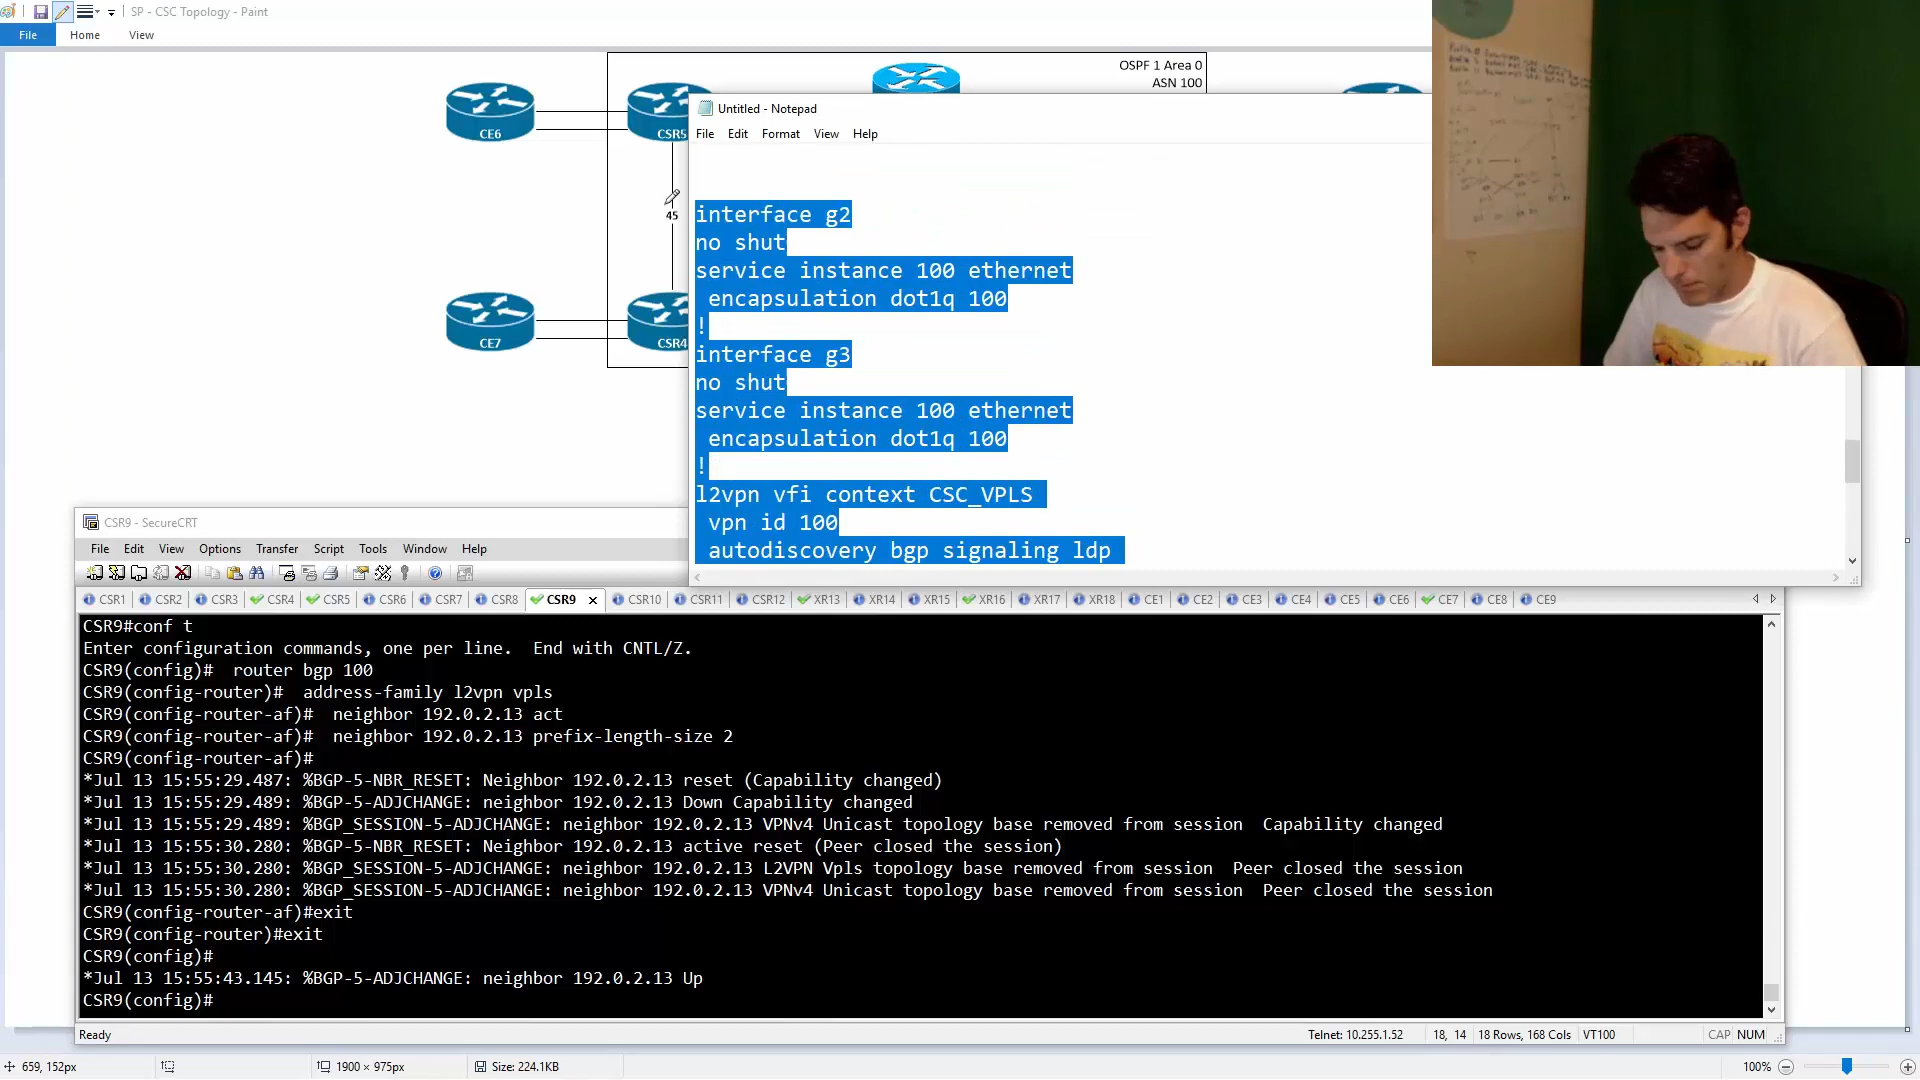 SP - CSC Topology - Paint
File Home View
OSPF 1 Area 0
ASN 100
CE6
CSR5
45
CE7
CSR4
Untitled - Notepad
File Edit Format View Help
interface g2
no shut
service instance 100 ethernet
encapsulation dot1q 100
!
interface g3
no shut
service instance 100 ethernet
encapsulation dot1q 100
!
l2vpn vfi context CSC_VPLS
vpn id 100
autodiscovery bgp signaling ldp
CSR9 - SecureCRT
File Edit View Options Transfer Script Tools Window Help
CSR1 CSR2 CSR3 CSR4 CSR5 CSR6 CSR7 CSR8 CSR9 CSR10 CSR11 CSR12 XR13 XR14 XR15 XR16 XR17 XR18 CE1 CE2 CE3 CE4 CE5 CE6 CE7 CE8 CE9
CSR9#conf t
Enter configuration commands, one per line.  End with CNTL/Z.
CSR9(config)#  router bgp 100
CSR9(config-router)#  address-family l2vpn vpls
CSR9(config-router-af)#  neighbor 192.0.2.13 act
CSR9(config-router-af)#  neighbor 192.0.2.13 prefix-length-size 2
CSR9(config-router-af)#
*Jul 13 15:55:29.487: %BGP-5-NBR_RESET: Neighbor 192.0.2.13 reset (Capability changed)
*Jul 13 15:55:29.489: %BGP-5-ADJCHANGE: neighbor 192.0.2.13 Down Capability changed
*Jul 13 15:55:29.489: %BGP_SESSION-5-ADJCHANGE: neighbor 192.0.2.13 VPNv4 Unicast topology base removed from session  Capability changed
*Jul 13 15:55:30.280: %BGP-5-NBR_RESET: Neighbor 192.0.2.13 active reset (Peer closed the session)
*Jul 13 15:55:30.280: %BGP_SESSION-5-ADJCHANGE: neighbor 192.0.2.13 L2VPN Vpls topology base removed from session  Peer closed the session
*Jul 13 15:55:30.280: %BGP_SESSION-5-ADJCHANGE: neighbor 192.0.2.13 VPNv4 Unicast topology base removed from session  Peer closed the session
CSR9(config-router-af)#exit
CSR9(config-router)#exit
CSR9(config)#
*Jul 13 15:55:43.145: %BGP-5-ADJCHANGE: neighbor 192.0.2.13 Up
CSR9(config)#
Ready Telnet: 10.255.1.52 18, 14 18 Rows, 168 Cols VT100 CAP NUM
659, 152px 1900 × 975px Size: 224.1KB 100%